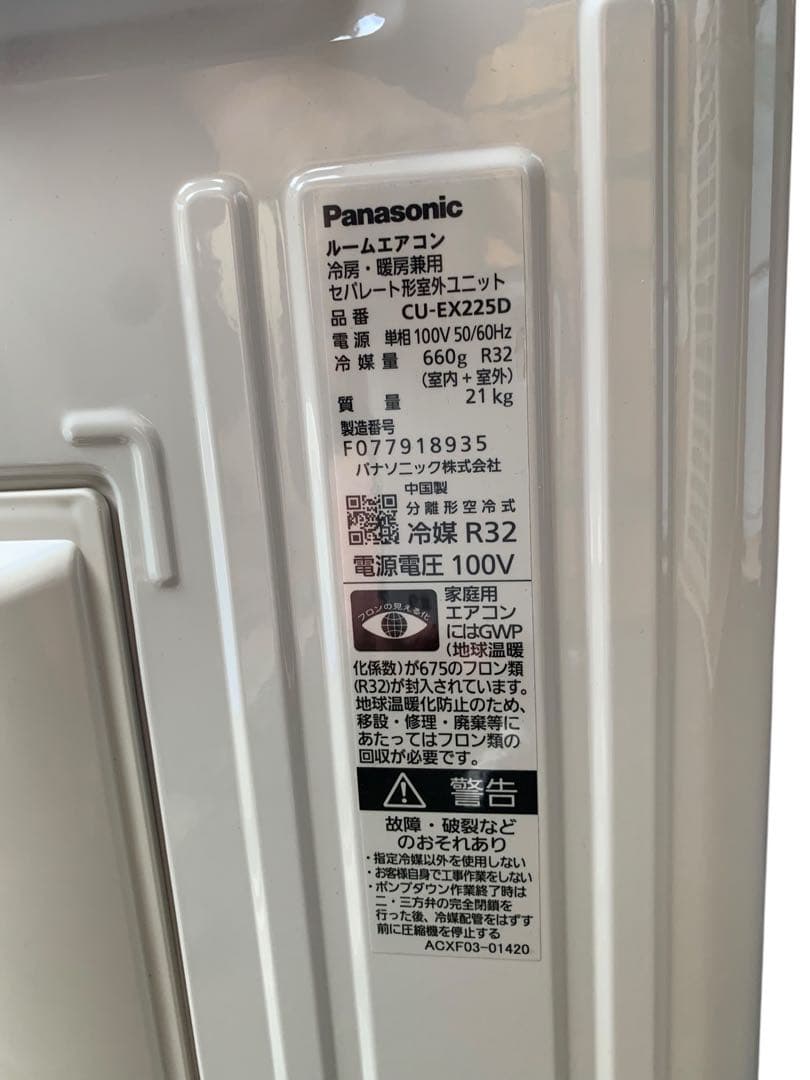 Panasonic
ルームエアコン
冷房・暖房兼用
セパレート形室外ユニット
品番 CU-EX225D
電源 単相100V 50/60Hz
冷媒量 660g R32
(室内+室外)
質量 21kg
製造番号
F077918935
パナソニック株式会社
中国製
分離形空冷式
冷媒 R32
電源電圧 100V
フロンの見える化
家庭用
エアコン
にはGWP
(地球温暖
化係数)が675のフロン類
(R32)が封入されています。
地球温暖化防止のため、
移設・修理・廃棄等に
あたってはフロン類の
回収が必要です。
警告
故障・破裂など
のおそれあり
・指定冷媒以外を使用しない
・お客様自身で工事作業をしない
・ポンプダウン作業終了時は
二・三方弁の完全閉鎖を
行った後、冷媒配管をはずす
前に圧縮機を停止する
ACXF03-01420